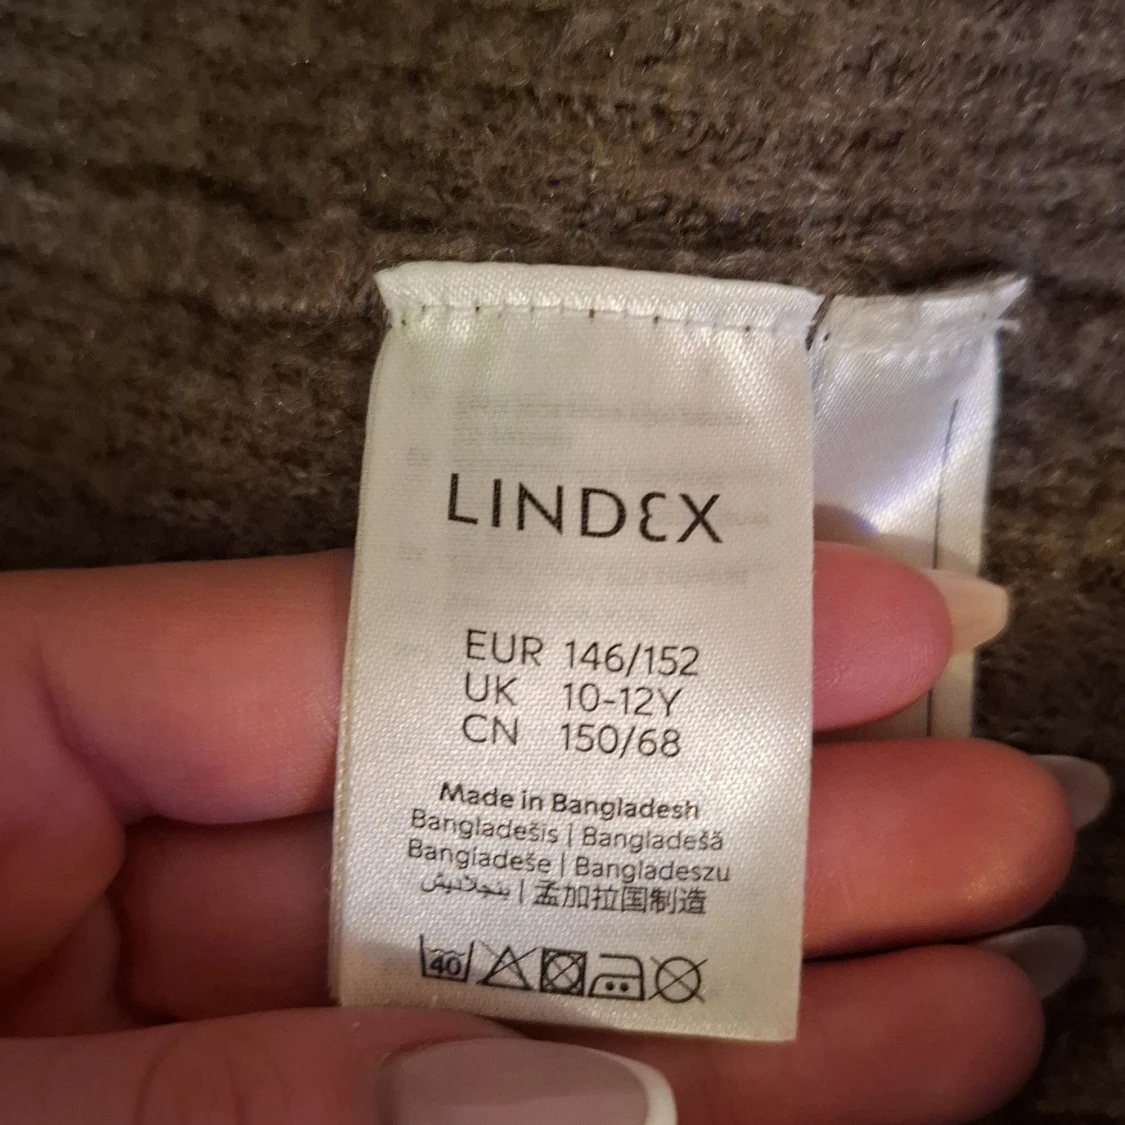 LINDEX
EUR 146/152
UK 10-12Y
CN 150/68
Made in Bangladesh
Bangladešis | Bangladešā
Bangladeše | Bangladeszu
بنجلاديش | 孟加拉国制造
40